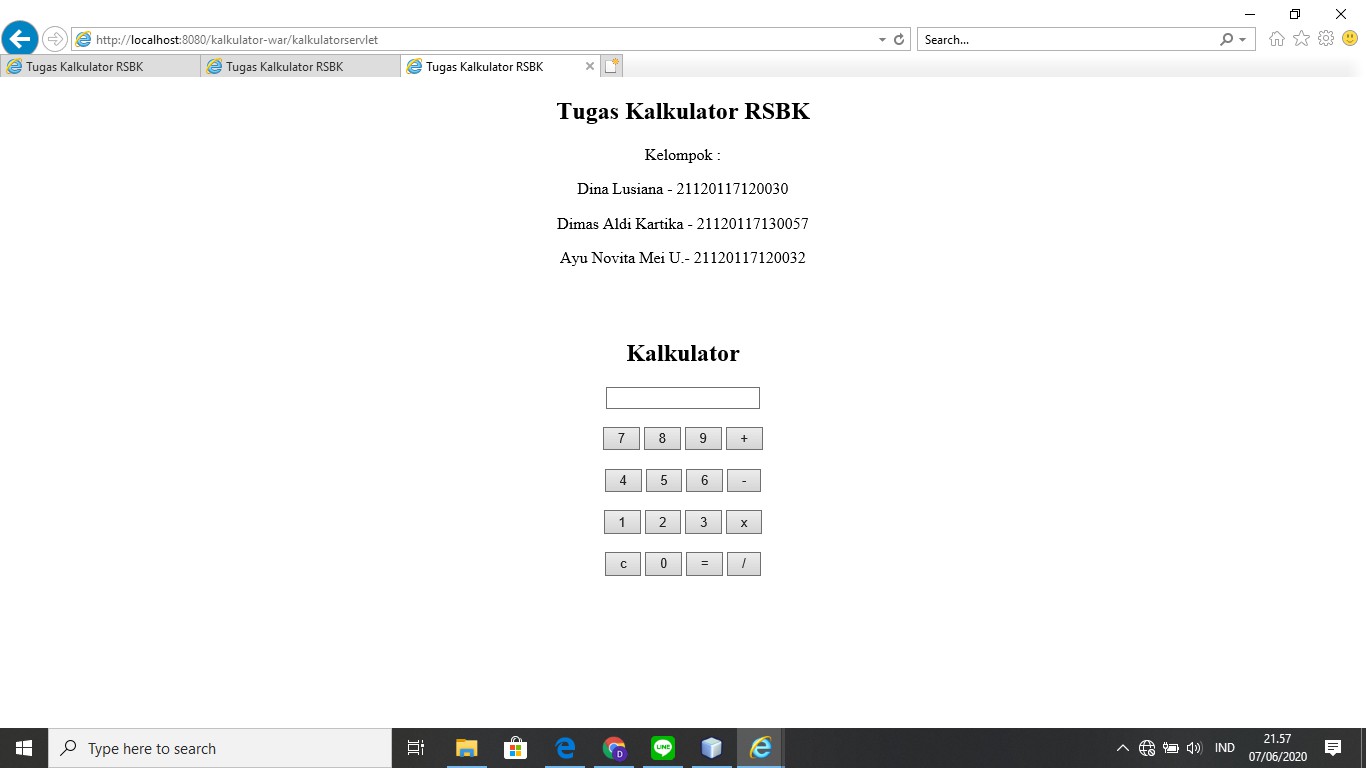 http://localhost:8080/kalkulator-war/kalkulatorservlet
Search...
Tugas Kalkulator RSBK
Tugas Kalkulator RSBK
Tugas Kalkulator RSBK
Tugas Kalkulator RSBK
Kelompok :
Dina Lusiana - 21120117120030
Dimas Aldi Kartika - 21120117130057
Ayu Novita Mei U.- 21120117120032
Kalkulator
7 8 9 +
4 5 6 -
1 2 3 x
c 0 = /
Type here to search
D
LINE
IND
21.57
07/06/2020